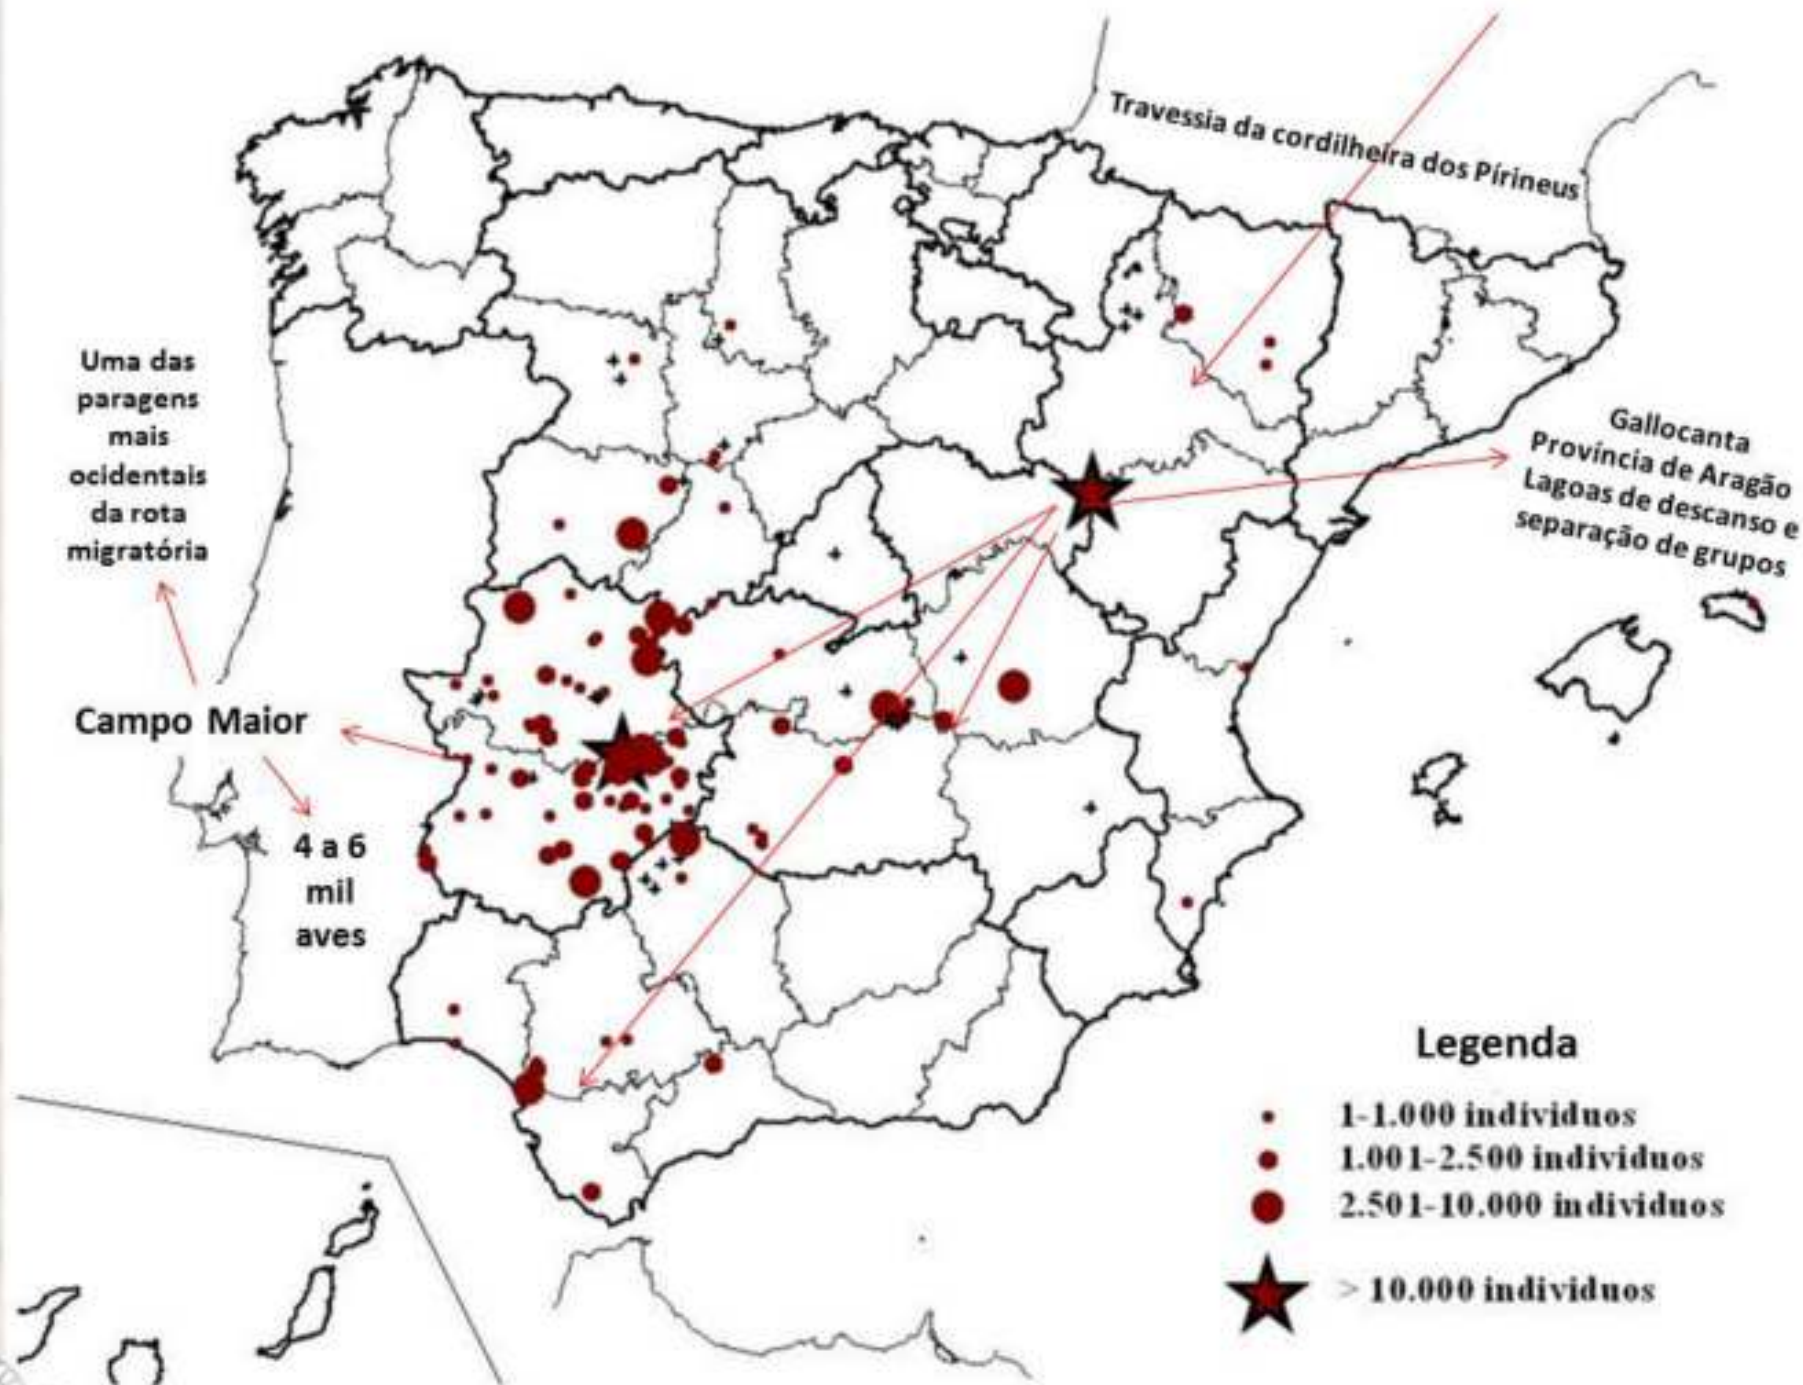 Travessia da cordilheira dos Pírineus
Uma das
paragens
mais
ocidentais
da rota
migratória
Gallocanta
Província de Aragão
Lagoas de descanso e
separação de grupos
Campo Maior
4 a 6
mil
aves
Legenda
1-1.000 individuos
1.001-2.500 individuos
2.501-10.000 individuos
> 10.000 individuos